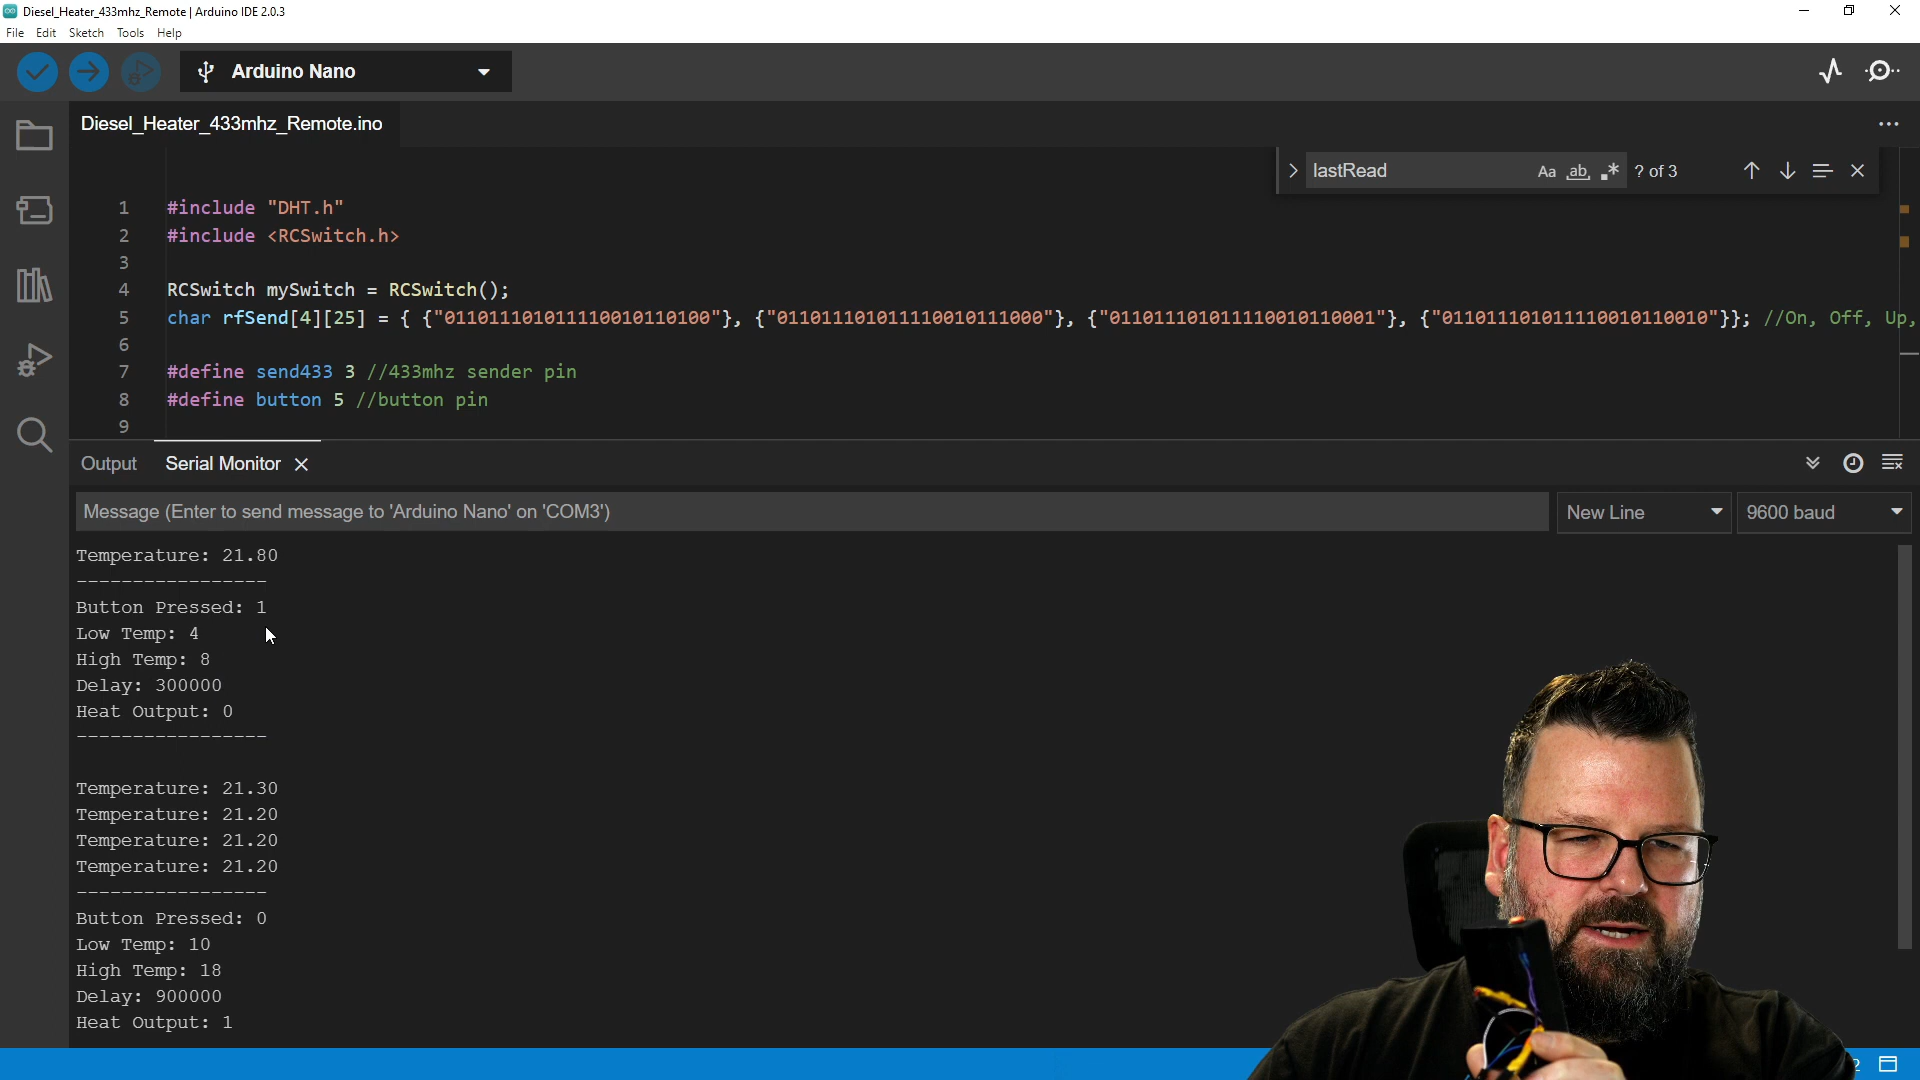 Diesel_Heater_433mhz_Remote | Arduino IDE 2.0.3
File Edit Sketch Tools Help
Arduino Nano
Diesel_Heater_433mhz_Remote.ino
lastRead Aa ab ? of 3
1 #include "DHT.h"
2 #include <RCSwitch.h>
3
4 RCSwitch mySwitch = RCSwitch();
5 char rfSend[4][25] = { {"011011101011110010110100"}, {"011011101011110010111000"}, {"011011101011110010110001"}, {"011011101011110010110010"}}; //On, Off, Up,
6
7 #define send433 3 //433mhz sender pin
8 #define button 5 //button pin
9
Output Serial Monitor
Message (Enter to send message to 'Arduino Nano' on 'COM3') New Line 9600 baud
Temperature: 21.80
-----------------
Button Pressed: 1
Low Temp: 4
High Temp: 8
Delay: 300000
Heat Output: 0
-----------------
Temperature: 21.30
Temperature: 21.20
Temperature: 21.20
Temperature: 21.20
-----------------
Button Pressed: 0
Low Temp: 10
High Temp: 18
Delay: 900000
Heat Output: 1
2